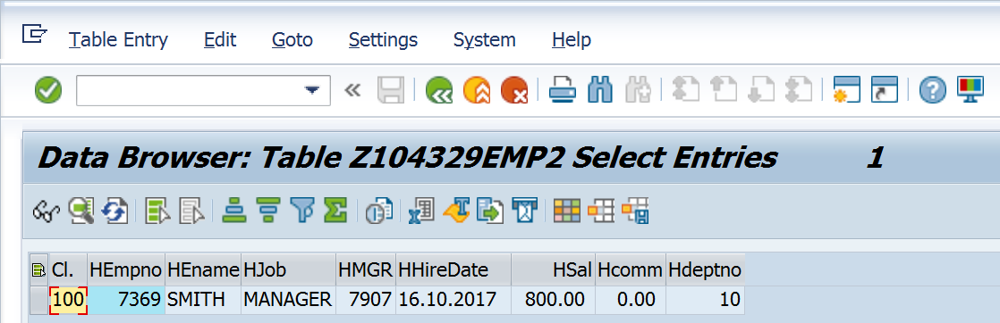 Table Entry Edit Goto Settings System Help
Data Browser: Table Z104329EMP2 Select Entries 1
Cl. HEmpno HEname HJob HMGR HHireDate HSal Hcomm Hdeptno
100 7369 SMITH MANAGER 7907 16.10.2017 800.00 0.00 10